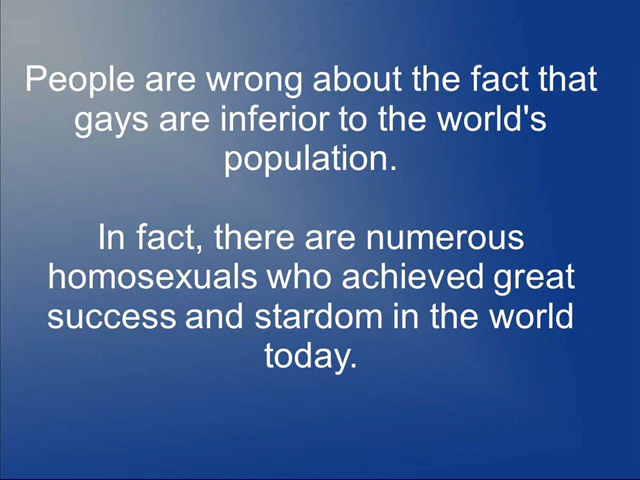 People are wrong about the fact that
gays are inferior to the world's
population.
In fact, there are numerous
homosexuals who achieved great
success and stardom in the world
today.